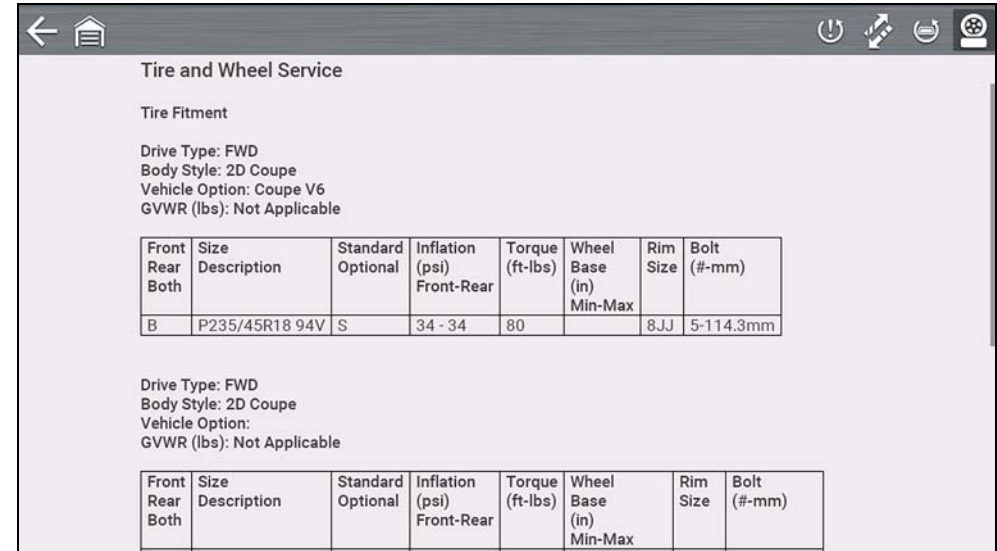 Tire and Wheel Service
Tire Fitment
Drive Type: FWD
Body Style: 2D Coupe
Vehicle Option: Coupe V6
GVWR (lbs): Not Applicable
Front Size Standard Inflation Torque Wheel Rim Bolt
Rear Description Optional (psi) (ft-lbs) Base Size (#-mm)
Both Front-Rear (in)
Min-Max
B P235/45R18 94V S 34 - 34 80 8JJ 5-114.3mm
Drive Type: FWD
Body Style: 2D Coupe
Vehicle Option:
GVWR (lbs): Not Applicable
Front Size Standard Inflation Torque Wheel Rim Bolt
Rear Description Optional (psi) (ft-lbs) Base Size (#-mm)
Both Front-Rear (in)
Min-Max